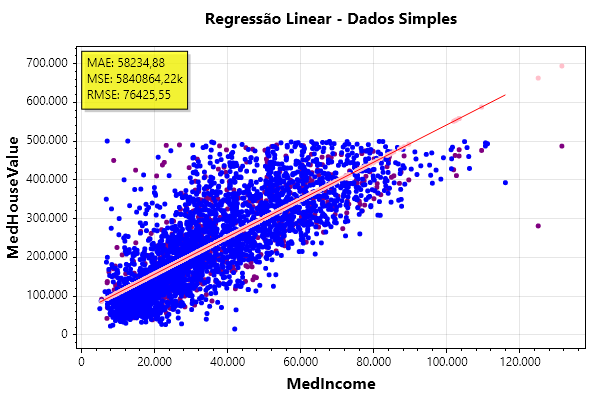 Regressão Linear - Dados Simples
MAE: 58234,88
MSE: 5840864,22k
RMSE: 76425,55
MedHouseValue
700.000
600.000
500.000
400.000
300.000
200.000
100.000
0
0
20.000
40.000
60.000
80.000
100.000
120.000
MedIncome